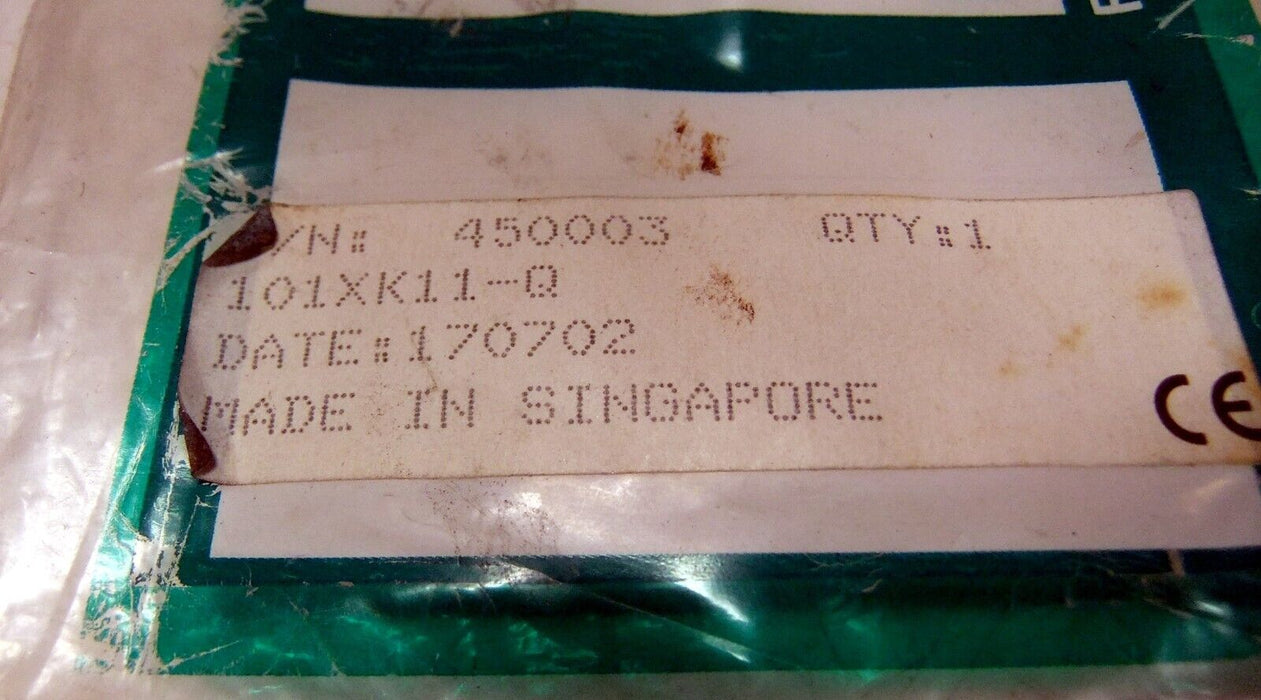 /N: 450003 QTY:1
101XK11-Q
DATE:170702
MADE IN SINGAPORE
CE